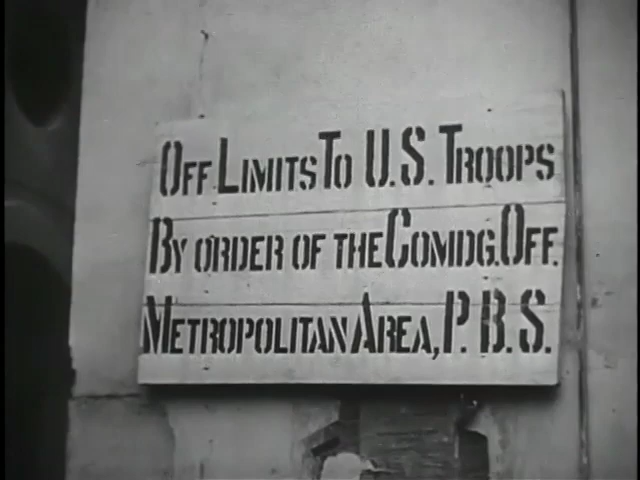 Off Limits To U.S. Troops
By order of the Comdg. Off.
Metropolitan Area, P.B.S.